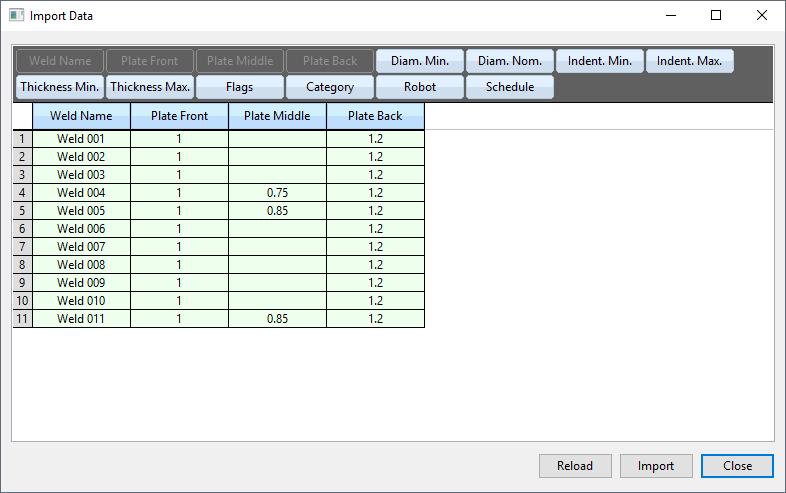 Import Data
Weld Name Plate Front Plate Middle Plate Back Diam. Min. Diam. Nom. Indent. Min. Indent. Max.
Thickness Min. Thickness Max. Flags Category Robot Schedule
Weld Name Plate Front Plate Middle Plate Back
1 Weld 001 1 1.2
2 Weld 002 1 1.2
3 Weld 003 1 1.2
4 Weld 004 1 0.75 1.2
5 Weld 005 1 0.85 1.2
6 Weld 006 1 1.2
7 Weld 007 1 1.2
8 Weld 008 1 1.2
9 Weld 009 1 1.2
10 Weld 010 1 1.2
11 Weld 011 1 0.85 1.2
Reload Import Close